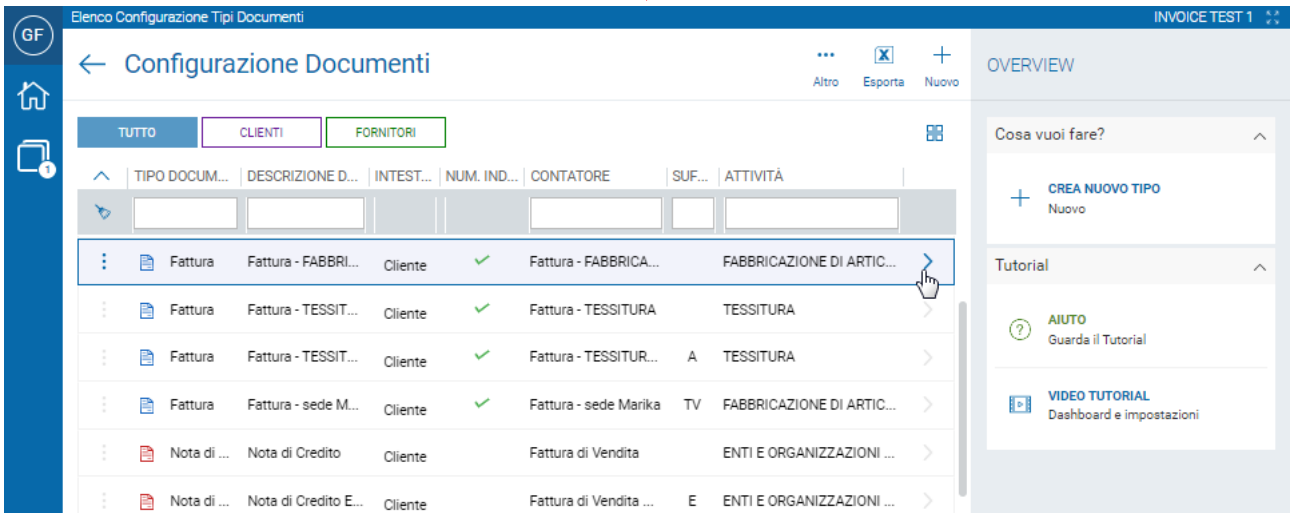 Elenco Configurazione Tipi Documenti INVOICE TEST 1
GF
Configurazione Documenti
Altro Esporta Nuovo
OVERVIEW
TUTTO CLIENTI FORNITORI
Cosa vuoi fare?
1
TIPO DOCUM... DESCRIZIONE D... INTEST... NUM. IND... CONTATORE SUF... ATTIVITÀ
CREA NUOVO TIPO
Nuovo
Fattura Fattura - FABBRI... Cliente Fattura - FABBRICA... FABBRICAZIONE DI ARTIC...
Tutorial
Fattura Fattura - TESSIT... Cliente Fattura - TESSITURA TESSITURA
AIUTO
Guarda il Tutorial
Fattura Fattura - TESSIT... Cliente Fattura - TESSITUR... A TESSITURA
Fattura Fattura - sede M... Cliente Fattura - sede Marika TV FABBRICAZIONE DI ARTIC...
VIDEO TUTORIAL
Dashboard e impostazioni
Nota di ... Nota di Credito Cliente Fattura di Vendita ENTI E ORGANIZZAZIONI ...
Nota di ... Nota di Credito E... Cliente Fattura di Vendita ... E ENTI E ORGANIZZAZIONI ...